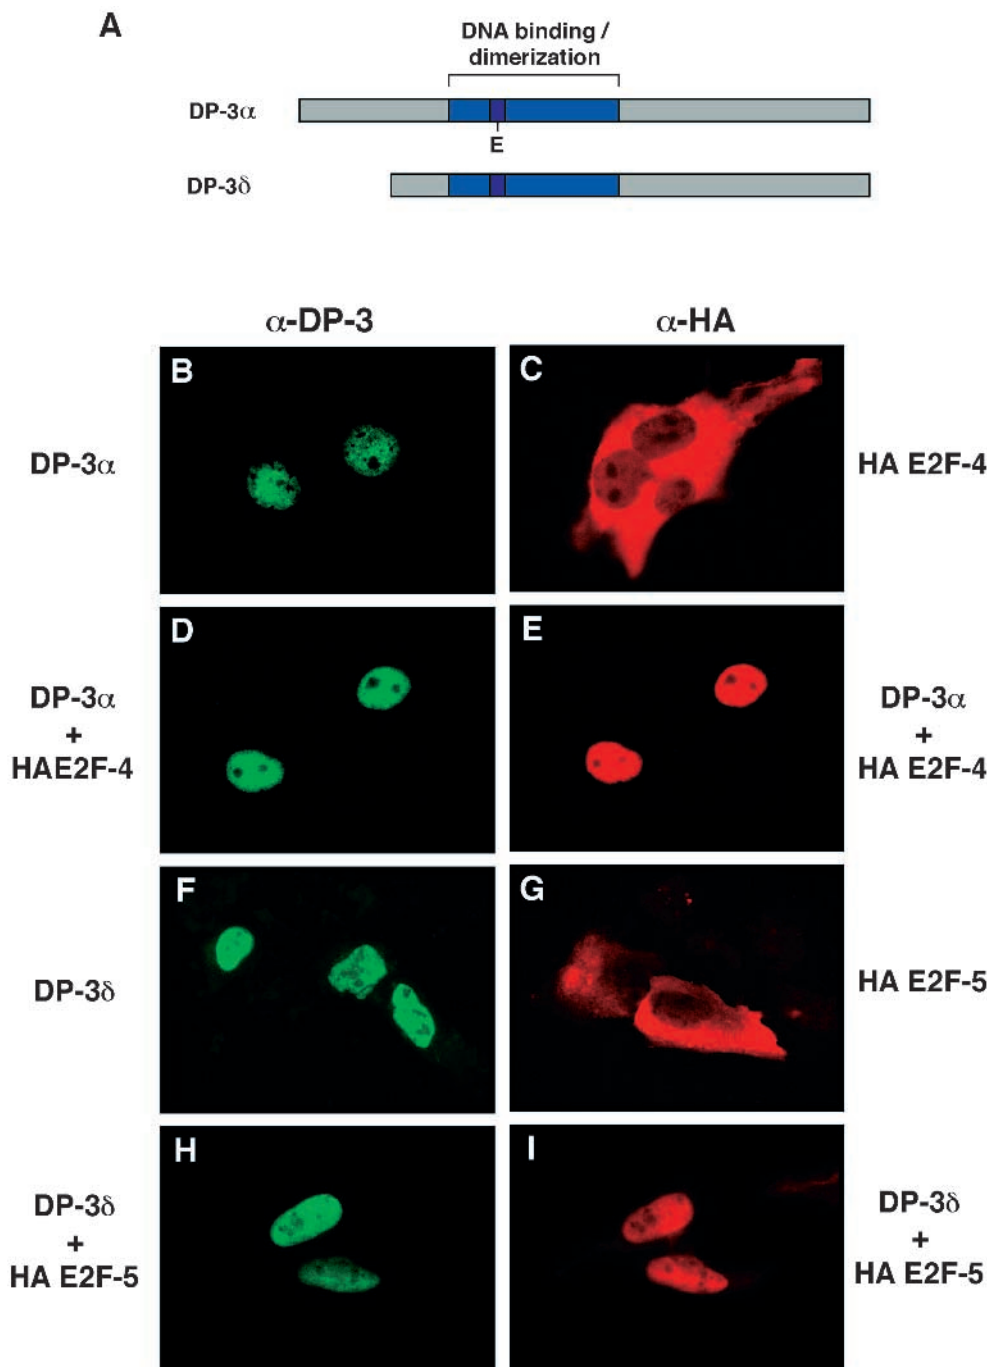 A
DNA binding /
dimerization
DP-3α
E
DP-3δ
α-DP-3
α-HA
B
C
DP-3α
HA E2F-4
D
E
DP-3α
+
HAE2F-4
DP-3α
+
HA E2F-4
F
G
DP-3δ
HA E2F-5
H
I
DP-3δ
+
HA E2F-5
DP-3δ
+
HA E2F-5